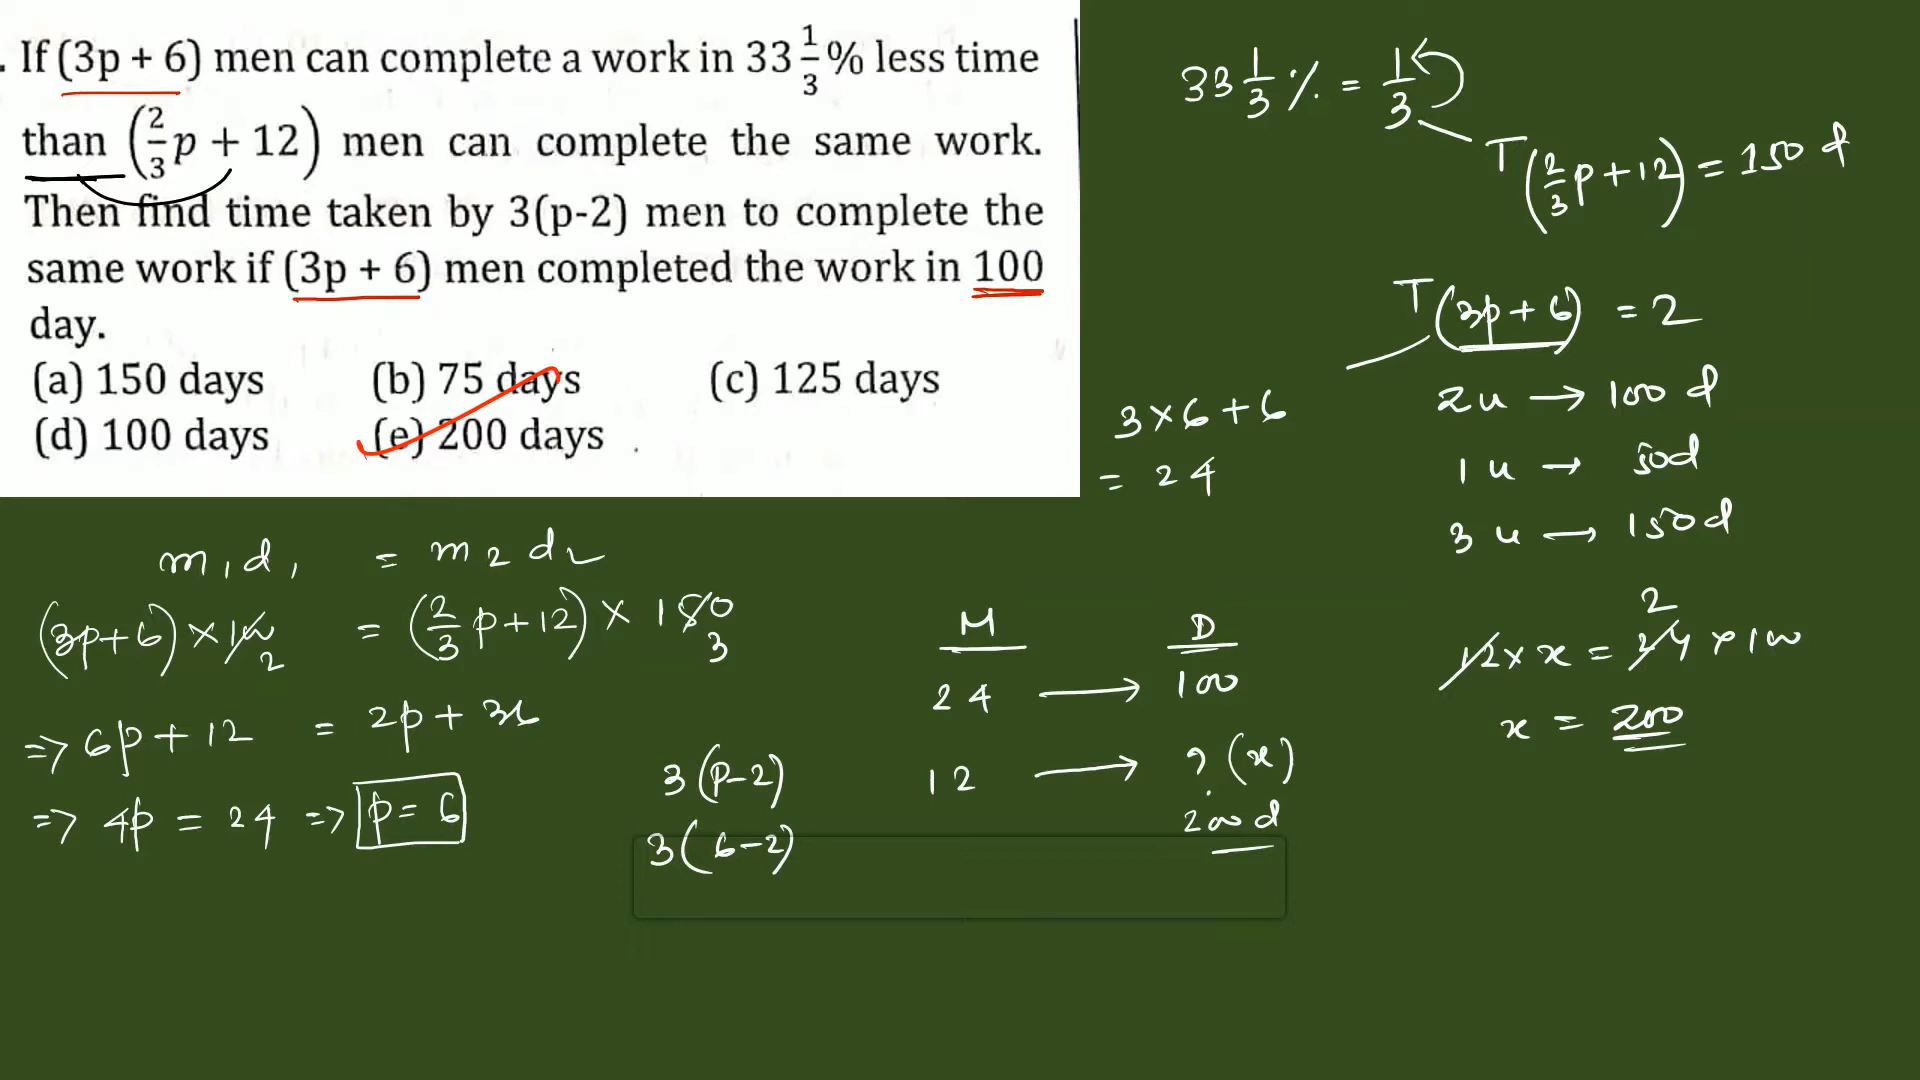 . If (3p + 6) men can complete a work in 33 1/3 % less time
than (2/3 p + 12) men can complete the same work.
Then find time taken by 3(p-2) men to complete the
same work if (3p + 6) men completed the work in 100
day.
(a) 150 days (b) 75 days (c) 125 days
(d) 100 days (e) 200 days
33 1/3 % = 1/3
T (2/3 p + 12) = 150 d
T (3p + 6) = 2
2u → 100 d
1 u → 50d
3 u → 150d
3 × 6 + 6
= 24
m1d1 = m2d2
(3p+6) × 100 2 = (2/3 p + 12) × 150 3
⇒ 6p + 12 = 2p + 36
⇒ 4p = 24 ⇒ p = 6
3(p-2)
3(6-2)
M D
24 → 100
12 → ? (x)
200 d
12 × x = 24 2 × 100
x = 200